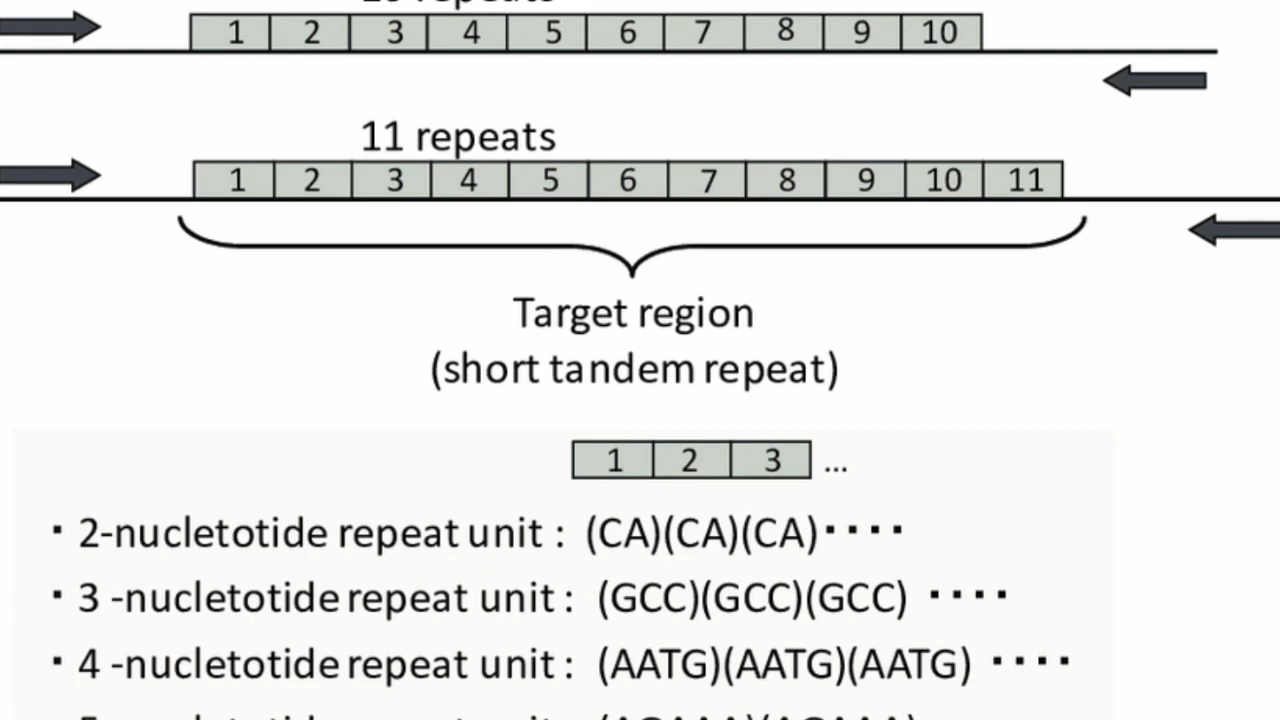 repeats
1 2 3 4 5 6 7 8 9 10
11 repeats
1 2 3 4 5 6 7 8 9 10 11
Target region
(short tandem repeat)
1 2 3 ...
· 2-nucletotide repeat unit : (CA)(CA)(CA)····
· 3 -nucletotide repeat unit : (GCC)(GCC)(GCC) ····
· 4 -nucletotide repeat unit : (AATG)(AATG)(AATG) ····